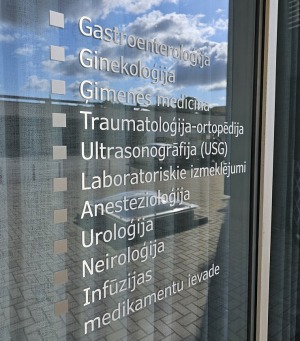 Gastroenteroloģija
Ginekoloģija
Ģimenes medicīna
Traumatoloģija-ortopēdija
Ultrasonogrāfija (USG)
Laboratoriskie izmeklējumi
Anestezioloģija
Uroloģija
Neiroloģija
Infūzijas
medikamentu ievade